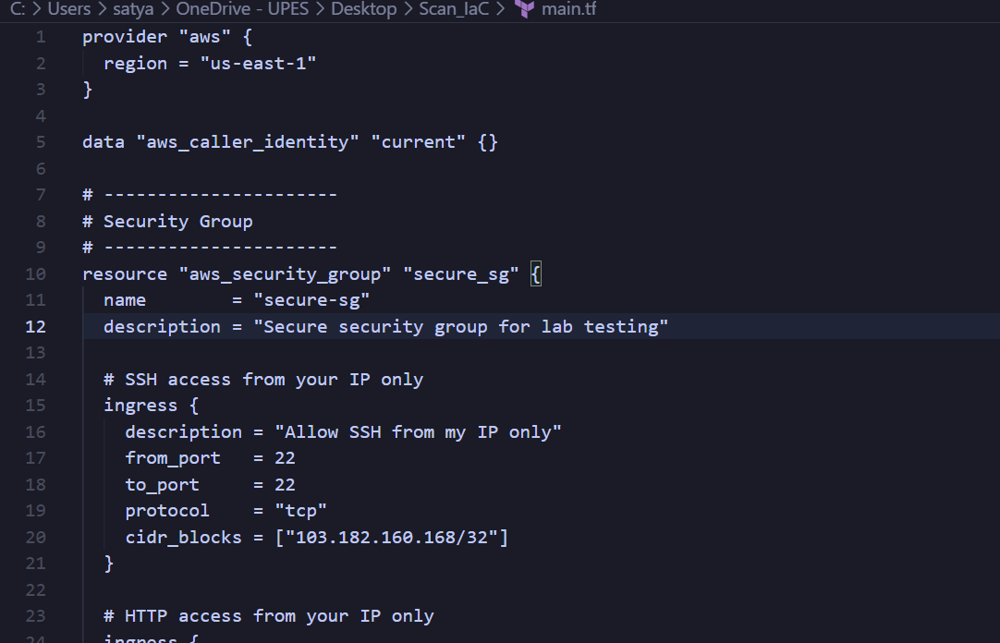 C: > Users > satya > OneDrive - UPES > Desktop > Scan_IaC > main.tf
1 provider "aws" {
2   region = "us-east-1"
3 }
4
5 data "aws_caller_identity" "current" {}
6
7 # ----------------------
8 # Security Group
9 # ----------------------
10 resource "aws_security_group" "secure_sg" {
11   name        = "secure-sg"
12   description = "Secure security group for lab testing"
13
14   # SSH access from your IP only
15   ingress {
16     description = "Allow SSH from my IP only"
17     from_port   = 22
18     to_port     = 22
19     protocol    = "tcp"
20     cidr_blocks = ["103.182.160.168/32"]
21   }
22
23   # HTTP access from your IP only
24   ingress {